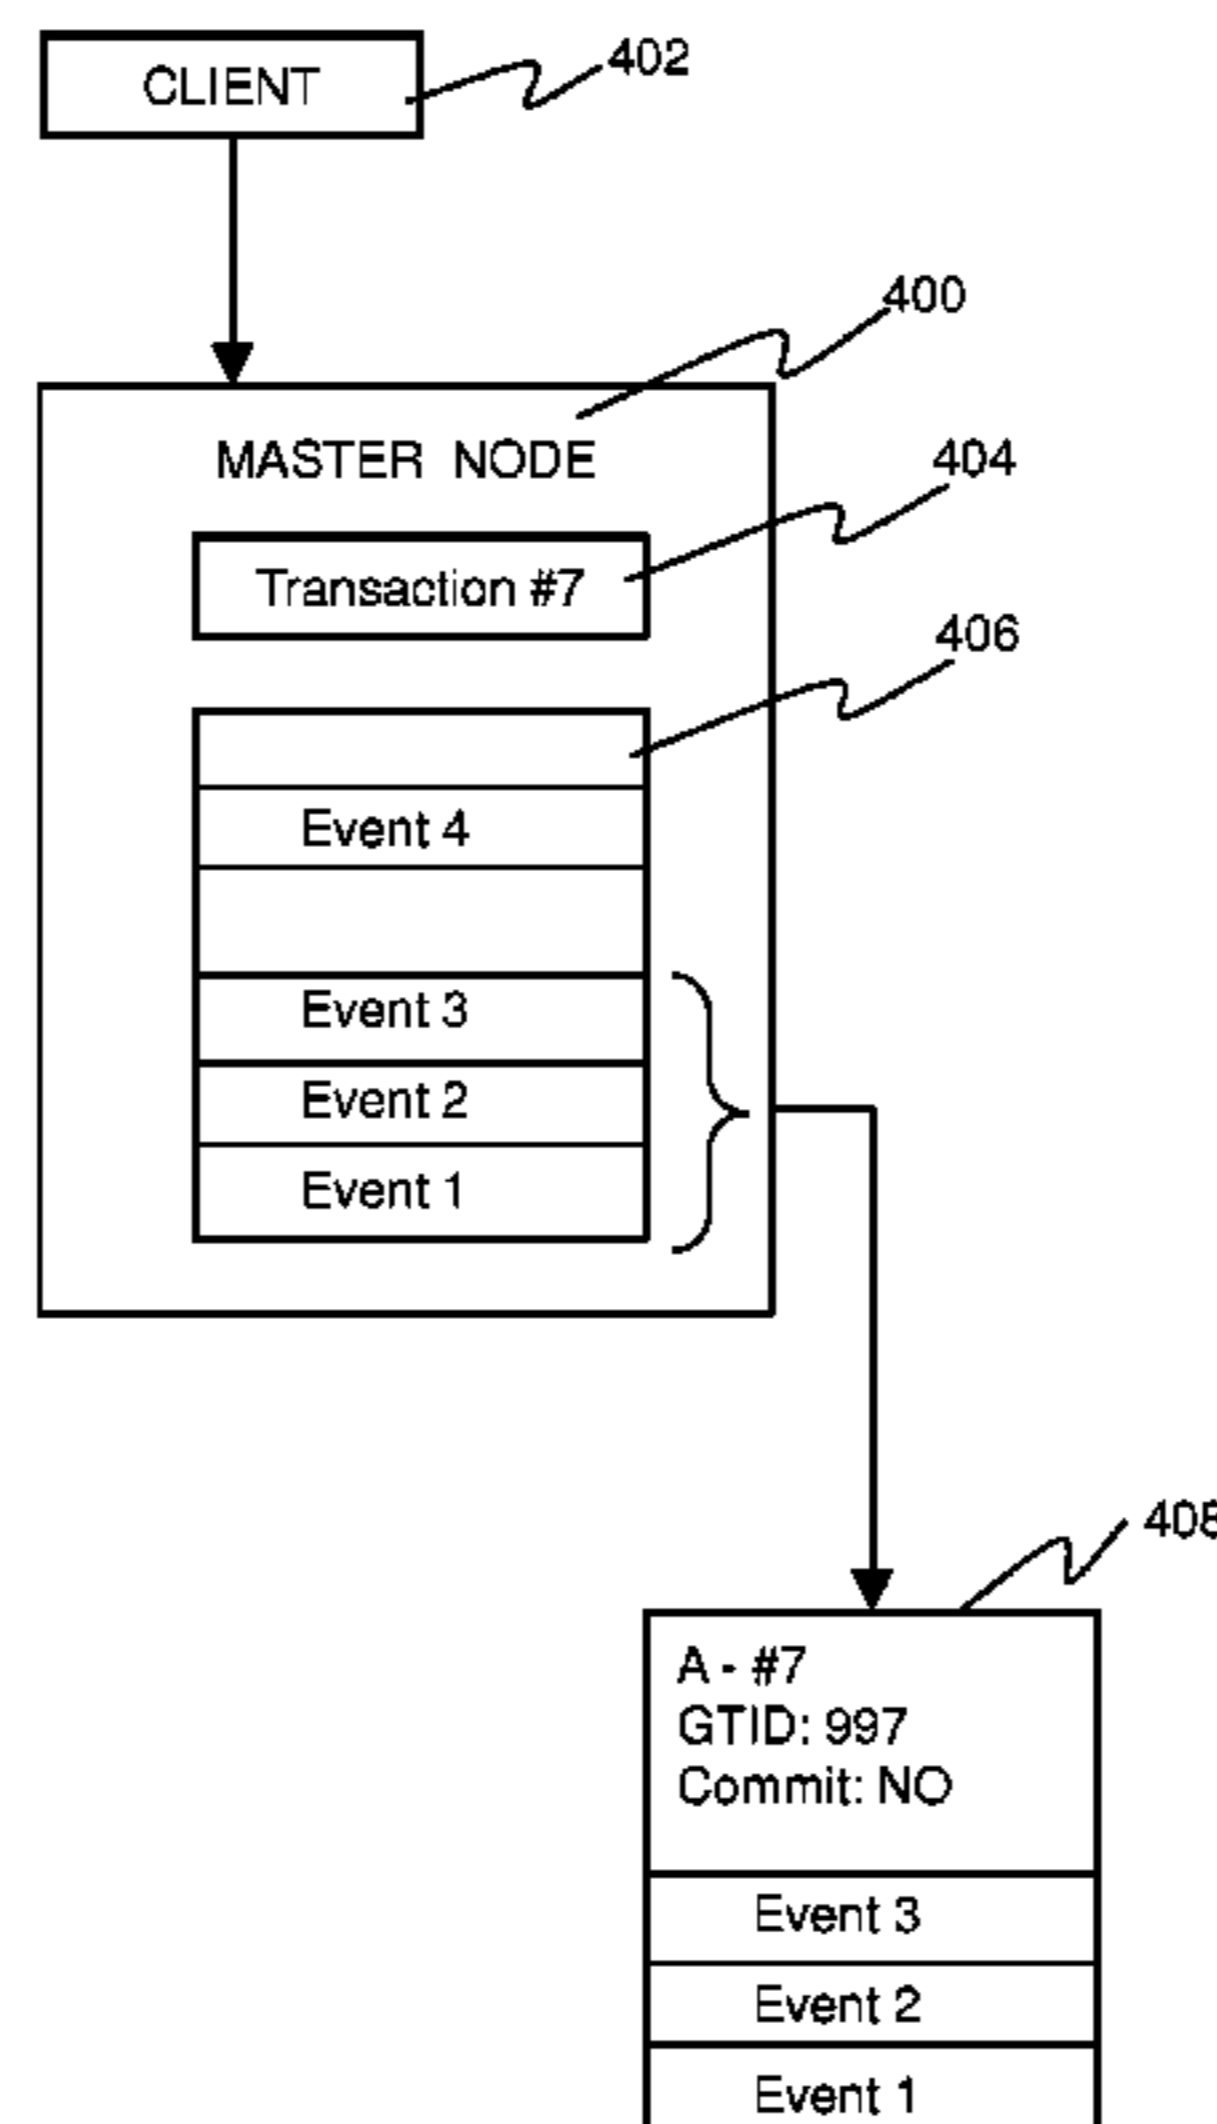 CLIENT
402
400
MASTER NODE
404
Transaction #7
406
Event 4
Event 3
Event 2
Event 1
408
A - #7
GTID: 997
Commit: NO
Event 3
Event 2
Event 1